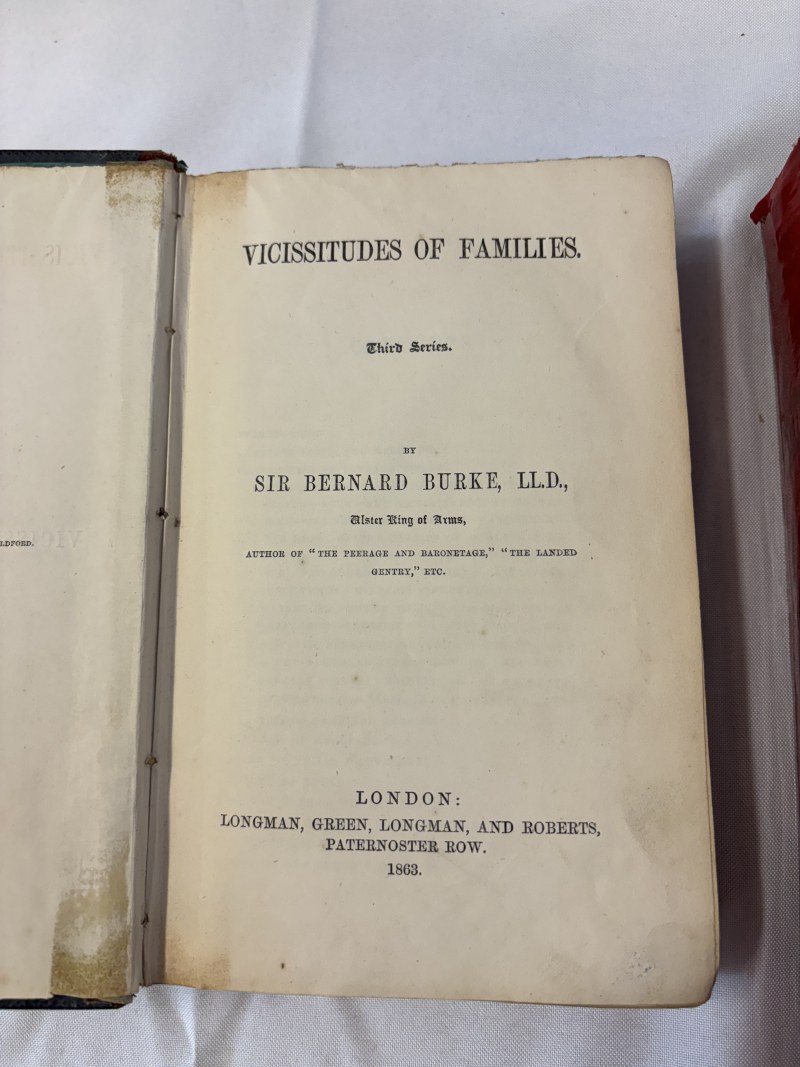 VICISSITUDES OF FAMILIES.
Third Series.
BY
SIR BERNARD BURKE, LL.D.,
Ulster King of Arms,
AUTHOR OF "THE PEERAGE AND BARONETAGE," "THE LANDED
GENTRY," ETC.
LONDON:
LONGMAN, GREEN, LONGMAN, AND ROBERTS,
PATERNOSTER ROW.
1863.
LDFORD.